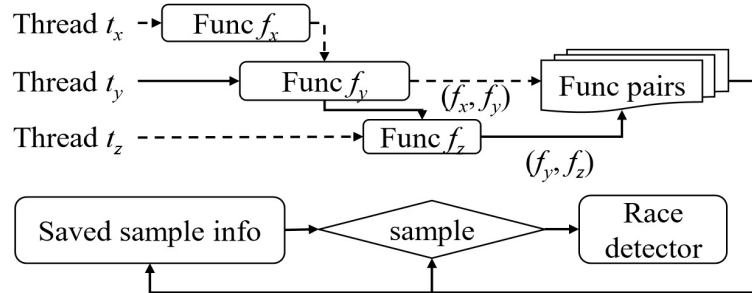 Thread t_x
Func f_x
Thread t_y
Func f_y
(f_x, f_y)
Func pairs
Thread t_z
Func f_z
(f_y, f_z)
Saved sample info
sample
Race
detector